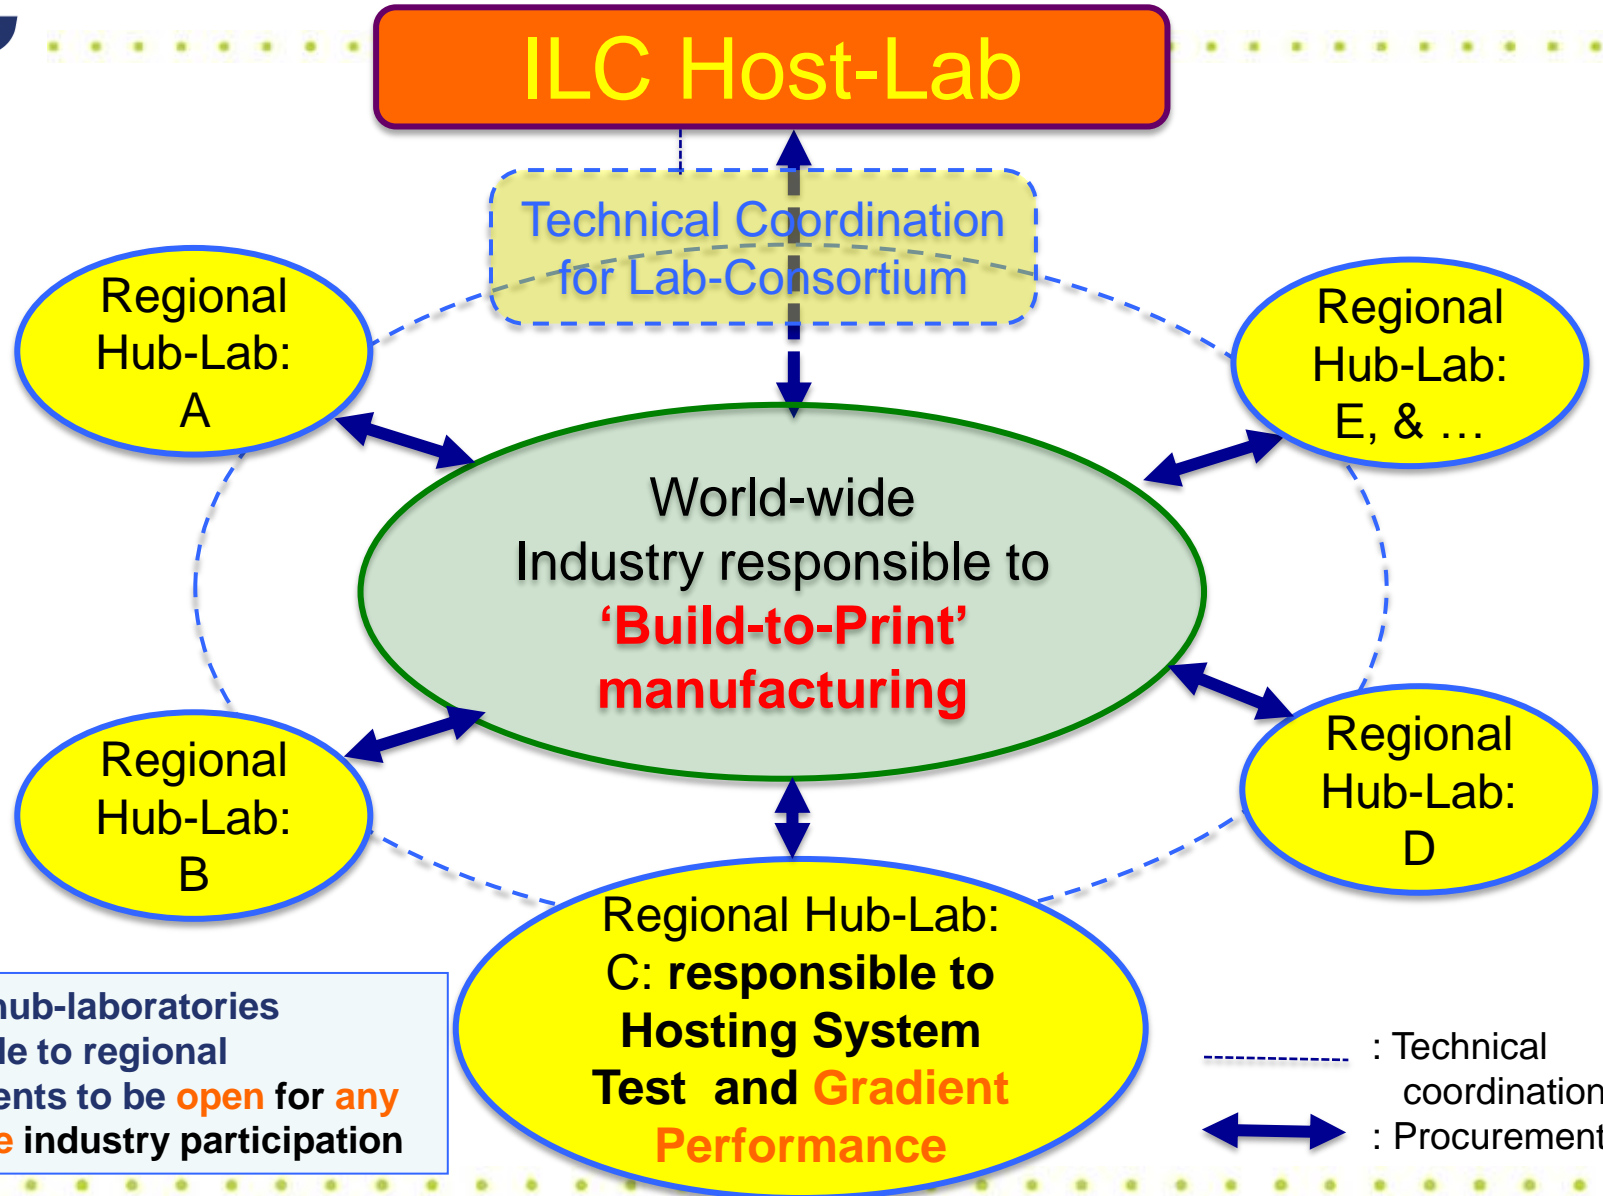 ILC Host-Lab
Technical Coordination
for Lab-Consortium
Regional
Hub-Lab:
A
Regional
Hub-Lab:
E, & …
World-wide
Industry responsible to
‘Build-to-Print’
manufacturing
Regional
Hub-Lab:
B
Regional
Hub-Lab:
D
Regional Hub-Lab:
C: responsible to
Hosting System
Test and Gradient
Performance
hub-laboratories
to regional
to be open for any
industry participation
: Technical
coordination
: Procurement